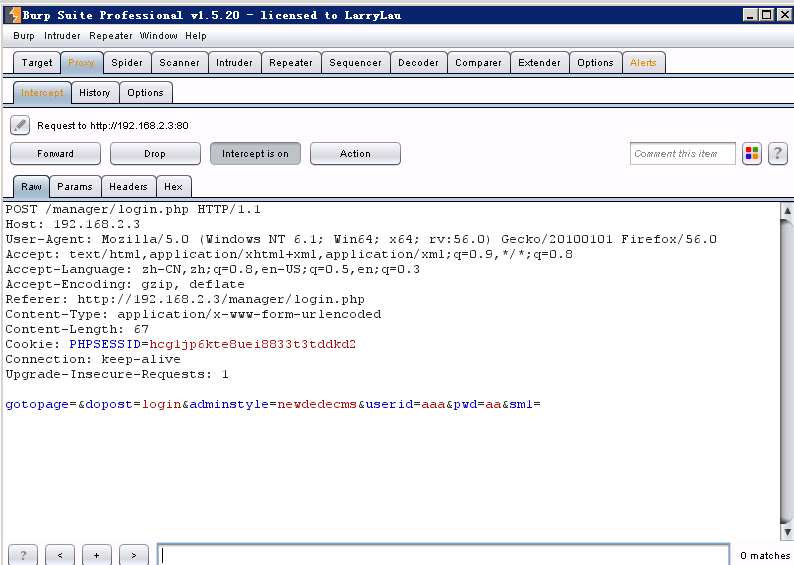 Burp Suite Professional v1.5.20 - licensed to LarryLau
Burp Intruder Repeater Window Help
Target Proxy Spider Scanner Intruder Repeater Sequencer Decoder Comparer Extender Options Alerts
Intercept History Options
Request to http://192.168.2.3:80
Forward Drop Intercept is on Action Comment this item ?
Raw Params Headers Hex
POST /manager/login.php HTTP/1.1
Host: 192.168.2.3
User-Agent: Mozilla/5.0 (Windows NT 6.1; Win64; x64; rv:56.0) Gecko/20100101 Firefox/56.0
Accept: text/html,application/xhtml+xml,application/xml;q=0.9,*/*;q=0.8
Accept-Language: zh-CN,zh;q=0.8,en-US;q=0.5,en;q=0.3
Accept-Encoding: gzip, deflate
Referer: http://192.168.2.3/manager/login.php
Content-Type: application/x-www-form-urlencoded
Content-Length: 67
Cookie: PHPSESSID=hcg1jp6kte8uei8833t3tddkd2
Connection: keep-alive
Upgrade-Insecure-Requests: 1
gotopage=&dopost=login&adminstyle=newdedecms&userid=aaa&pwd=aa&sm1=
? < + > 0 matches